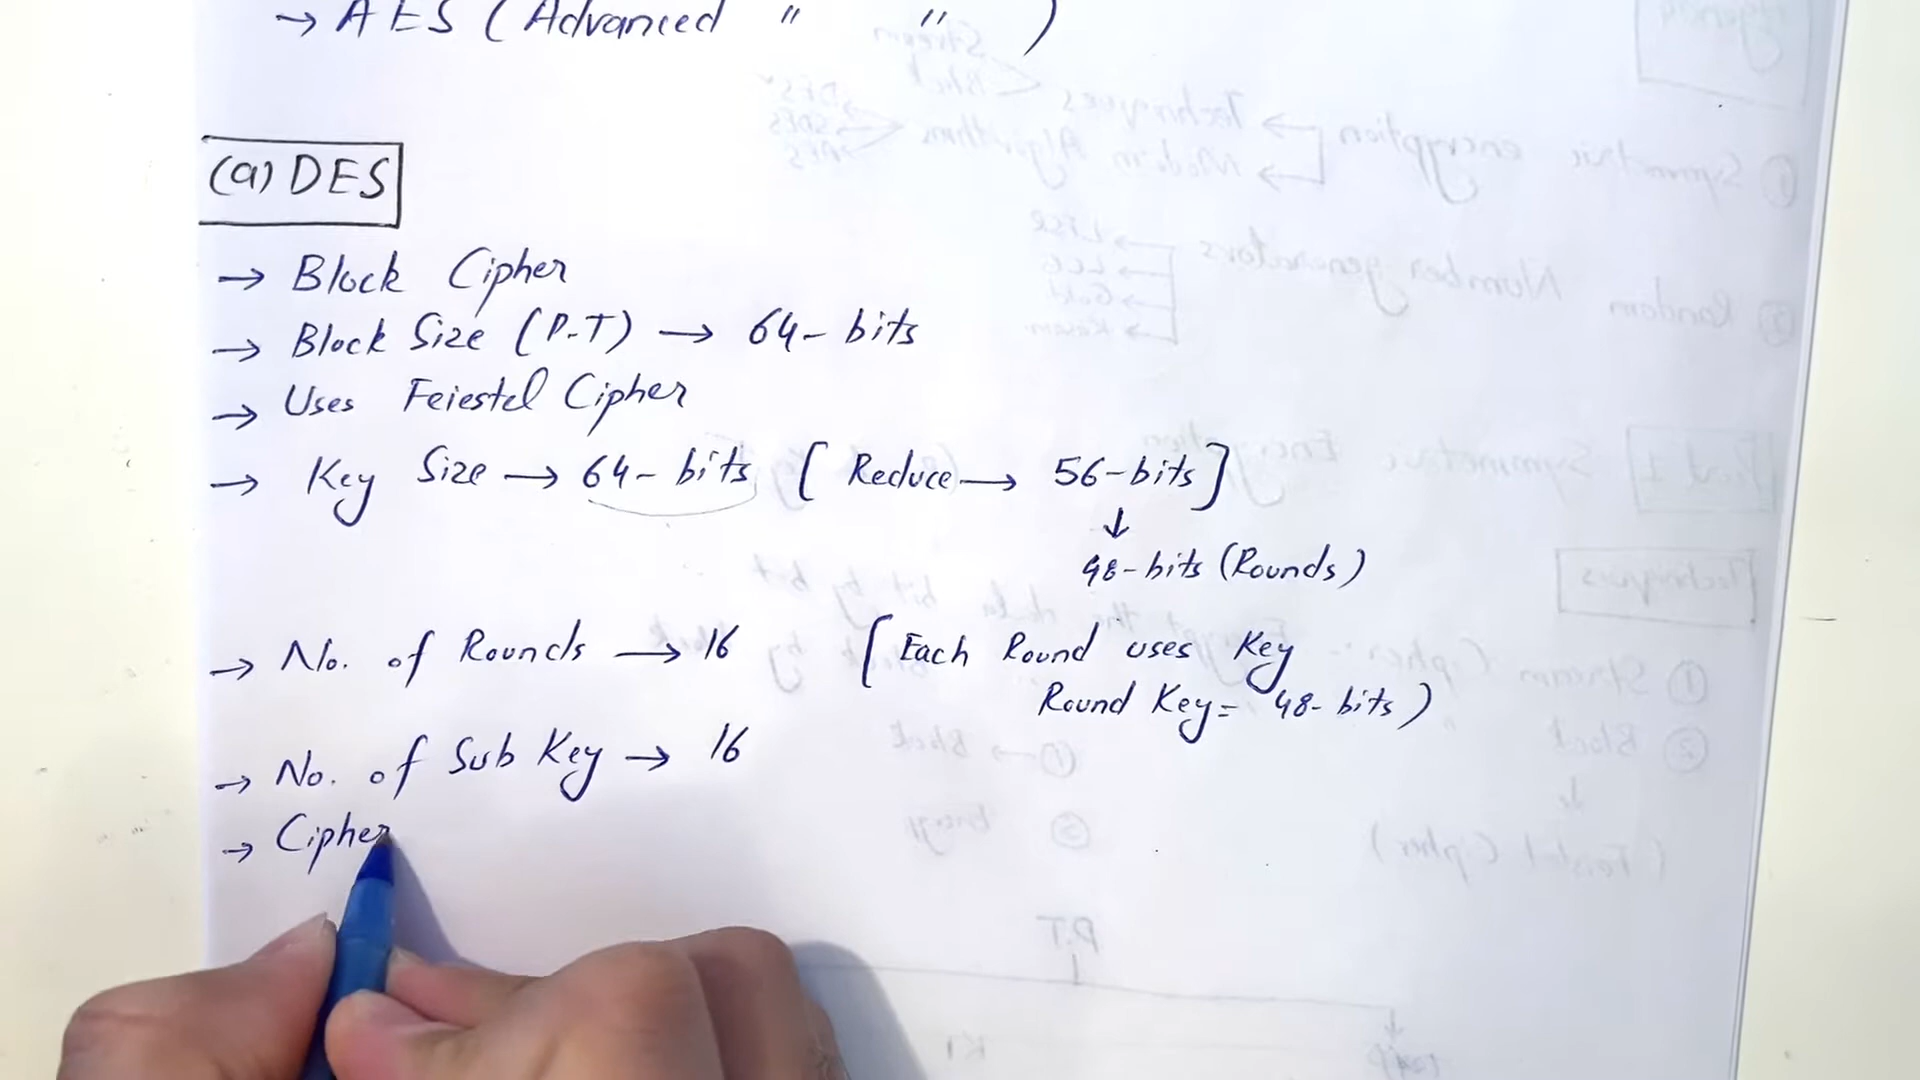 → AES (Advanced " " )
(a) DES
→ Block Cipher
→ Block Size (P.T) → 64-bits
→ Uses Feiestel Cipher
→ Key Size → 64-bits [Reduce → 56-bits]
↓
48-bits (Rounds)
→ No. of Rounds → 16 [Each Round uses Key
Round Key = 48-bits)
→ No. of Sub Key → 16
→ Cipher